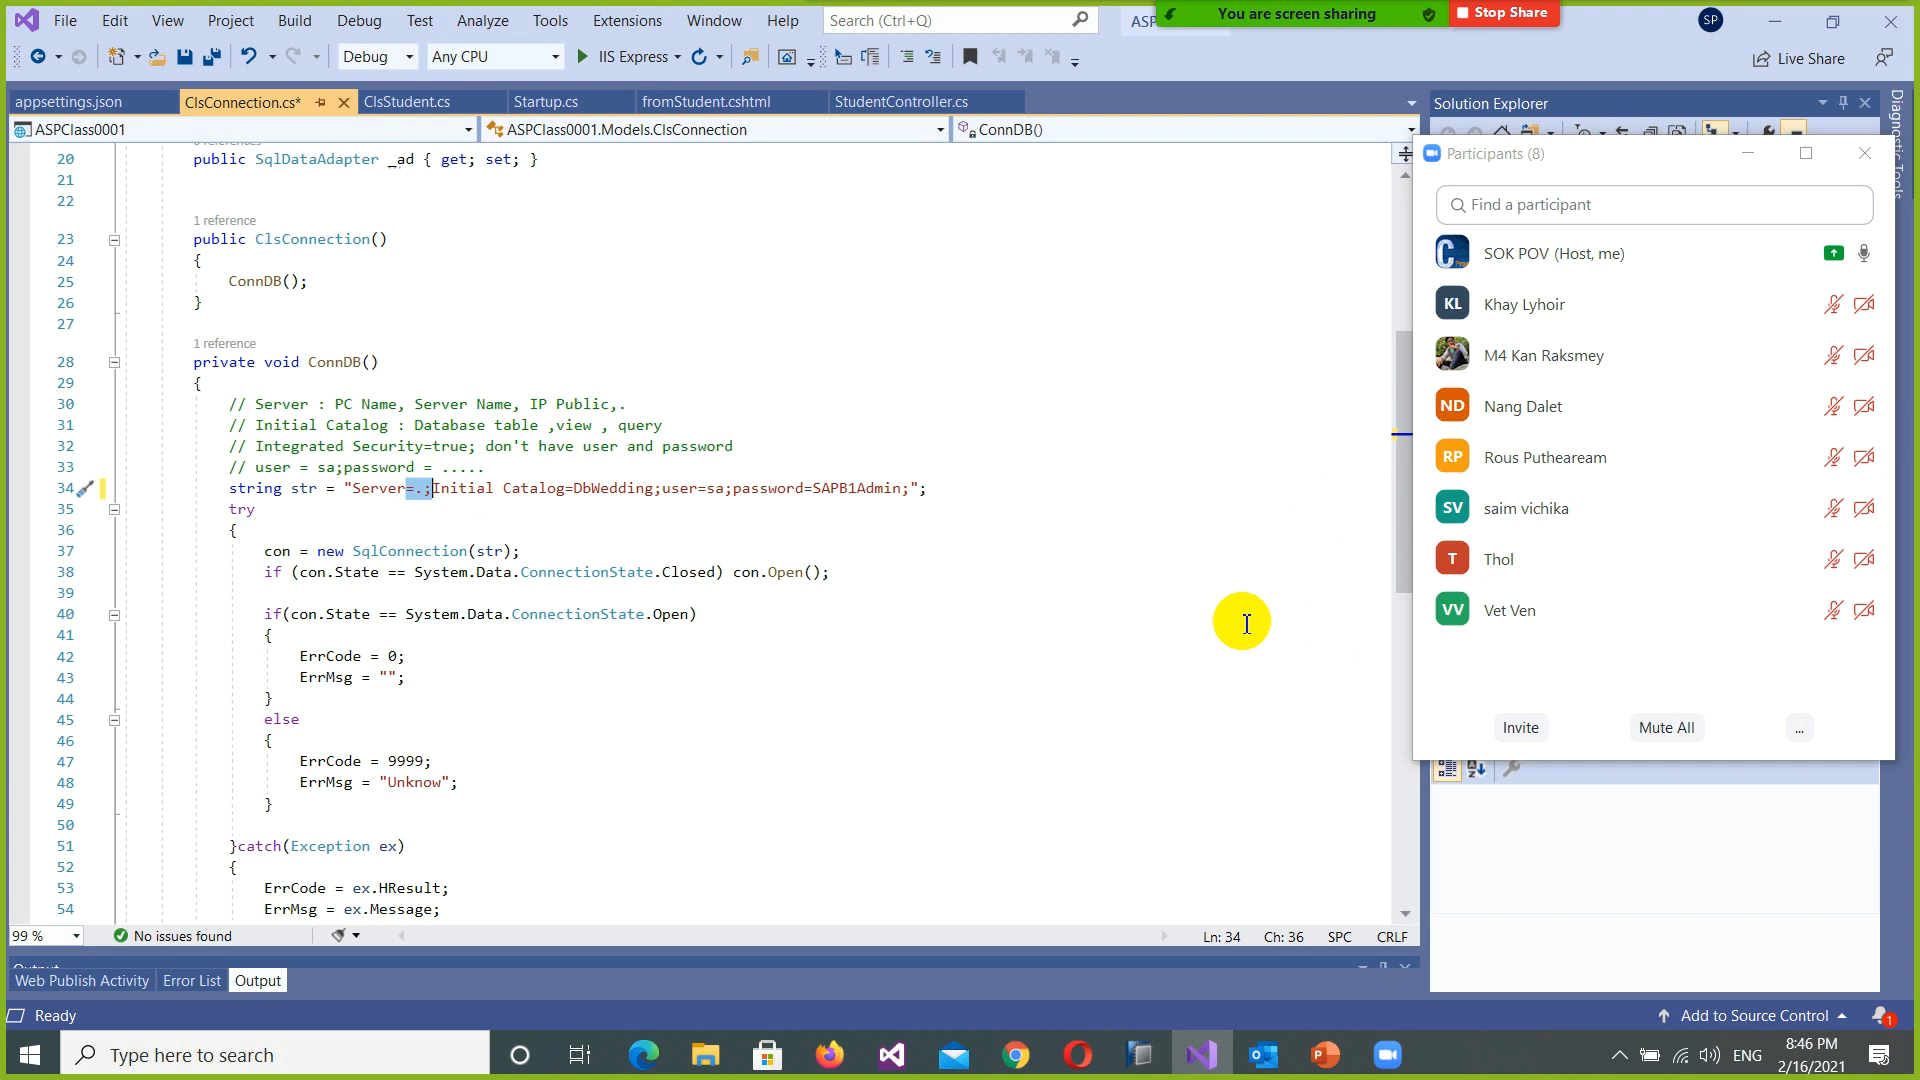 File Edit View Project Build Debug Test Analyze Tools Extensions Window Help Search (Ctrl+Q) ASP You are screen sharing Stop Share SP
Debug Any CPU IIS Express Live Share
appsettings.json ClsConnection.cs* ClsStudent.cs Startup.cs fromStudent.cshtml StudentController.cs
ASPClass0001 ASPClass0001.Models.ClsConnection ConnDB()
20 public SqlDataAdapter _ad { get; set; }
21
22
1 reference
23 public ClsConnection()
24 {
25 ConnDB();
26 }
27
1 reference
28 private void ConnDB()
29 {
30 // Server : PC Name, Server Name, IP Public,.
31 // Initial Catalog : Database table ,view , query
32 // Integrated Security=true; don't have user and password
33 // user = sa;password = .....
34 string str = "Server=.;Initial Catalog=DbWedding;user=sa;password=SAPB1Admin;";
35 try
36 {
37 con = new SqlConnection(str);
38 if (con.State == System.Data.ConnectionState.Closed) con.Open();
39
40 if(con.State == System.Data.ConnectionState.Open)
41 {
42 ErrCode = 0;
43 ErrMsg = "";
44 }
45 else
46 {
47 ErrCode = 9999;
48 ErrMsg = "Unknow";
49 }
50
51 }catch(Exception ex)
52 {
53 ErrCode = ex.HResult;
54 ErrMsg = ex.Message;
99 % No issues found Ln: 34 Ch: 36 SPC CRLF
Output
Web Publish Activity Error List Output
Solution Explorer
Diagnostic Tools
Participants (8)
Find a participant
SOK POV (Host, me)
KL Khay Lyhoir
M4 Kan Raksmey
ND Nang Dalet
RP Rous Putheaream
SV saim vichika
T Thol
VV Vet Ven
Invite Mute All ...
Ready Add to Source Control 1
Type here to search ENG 8:46 PM
2/16/2021